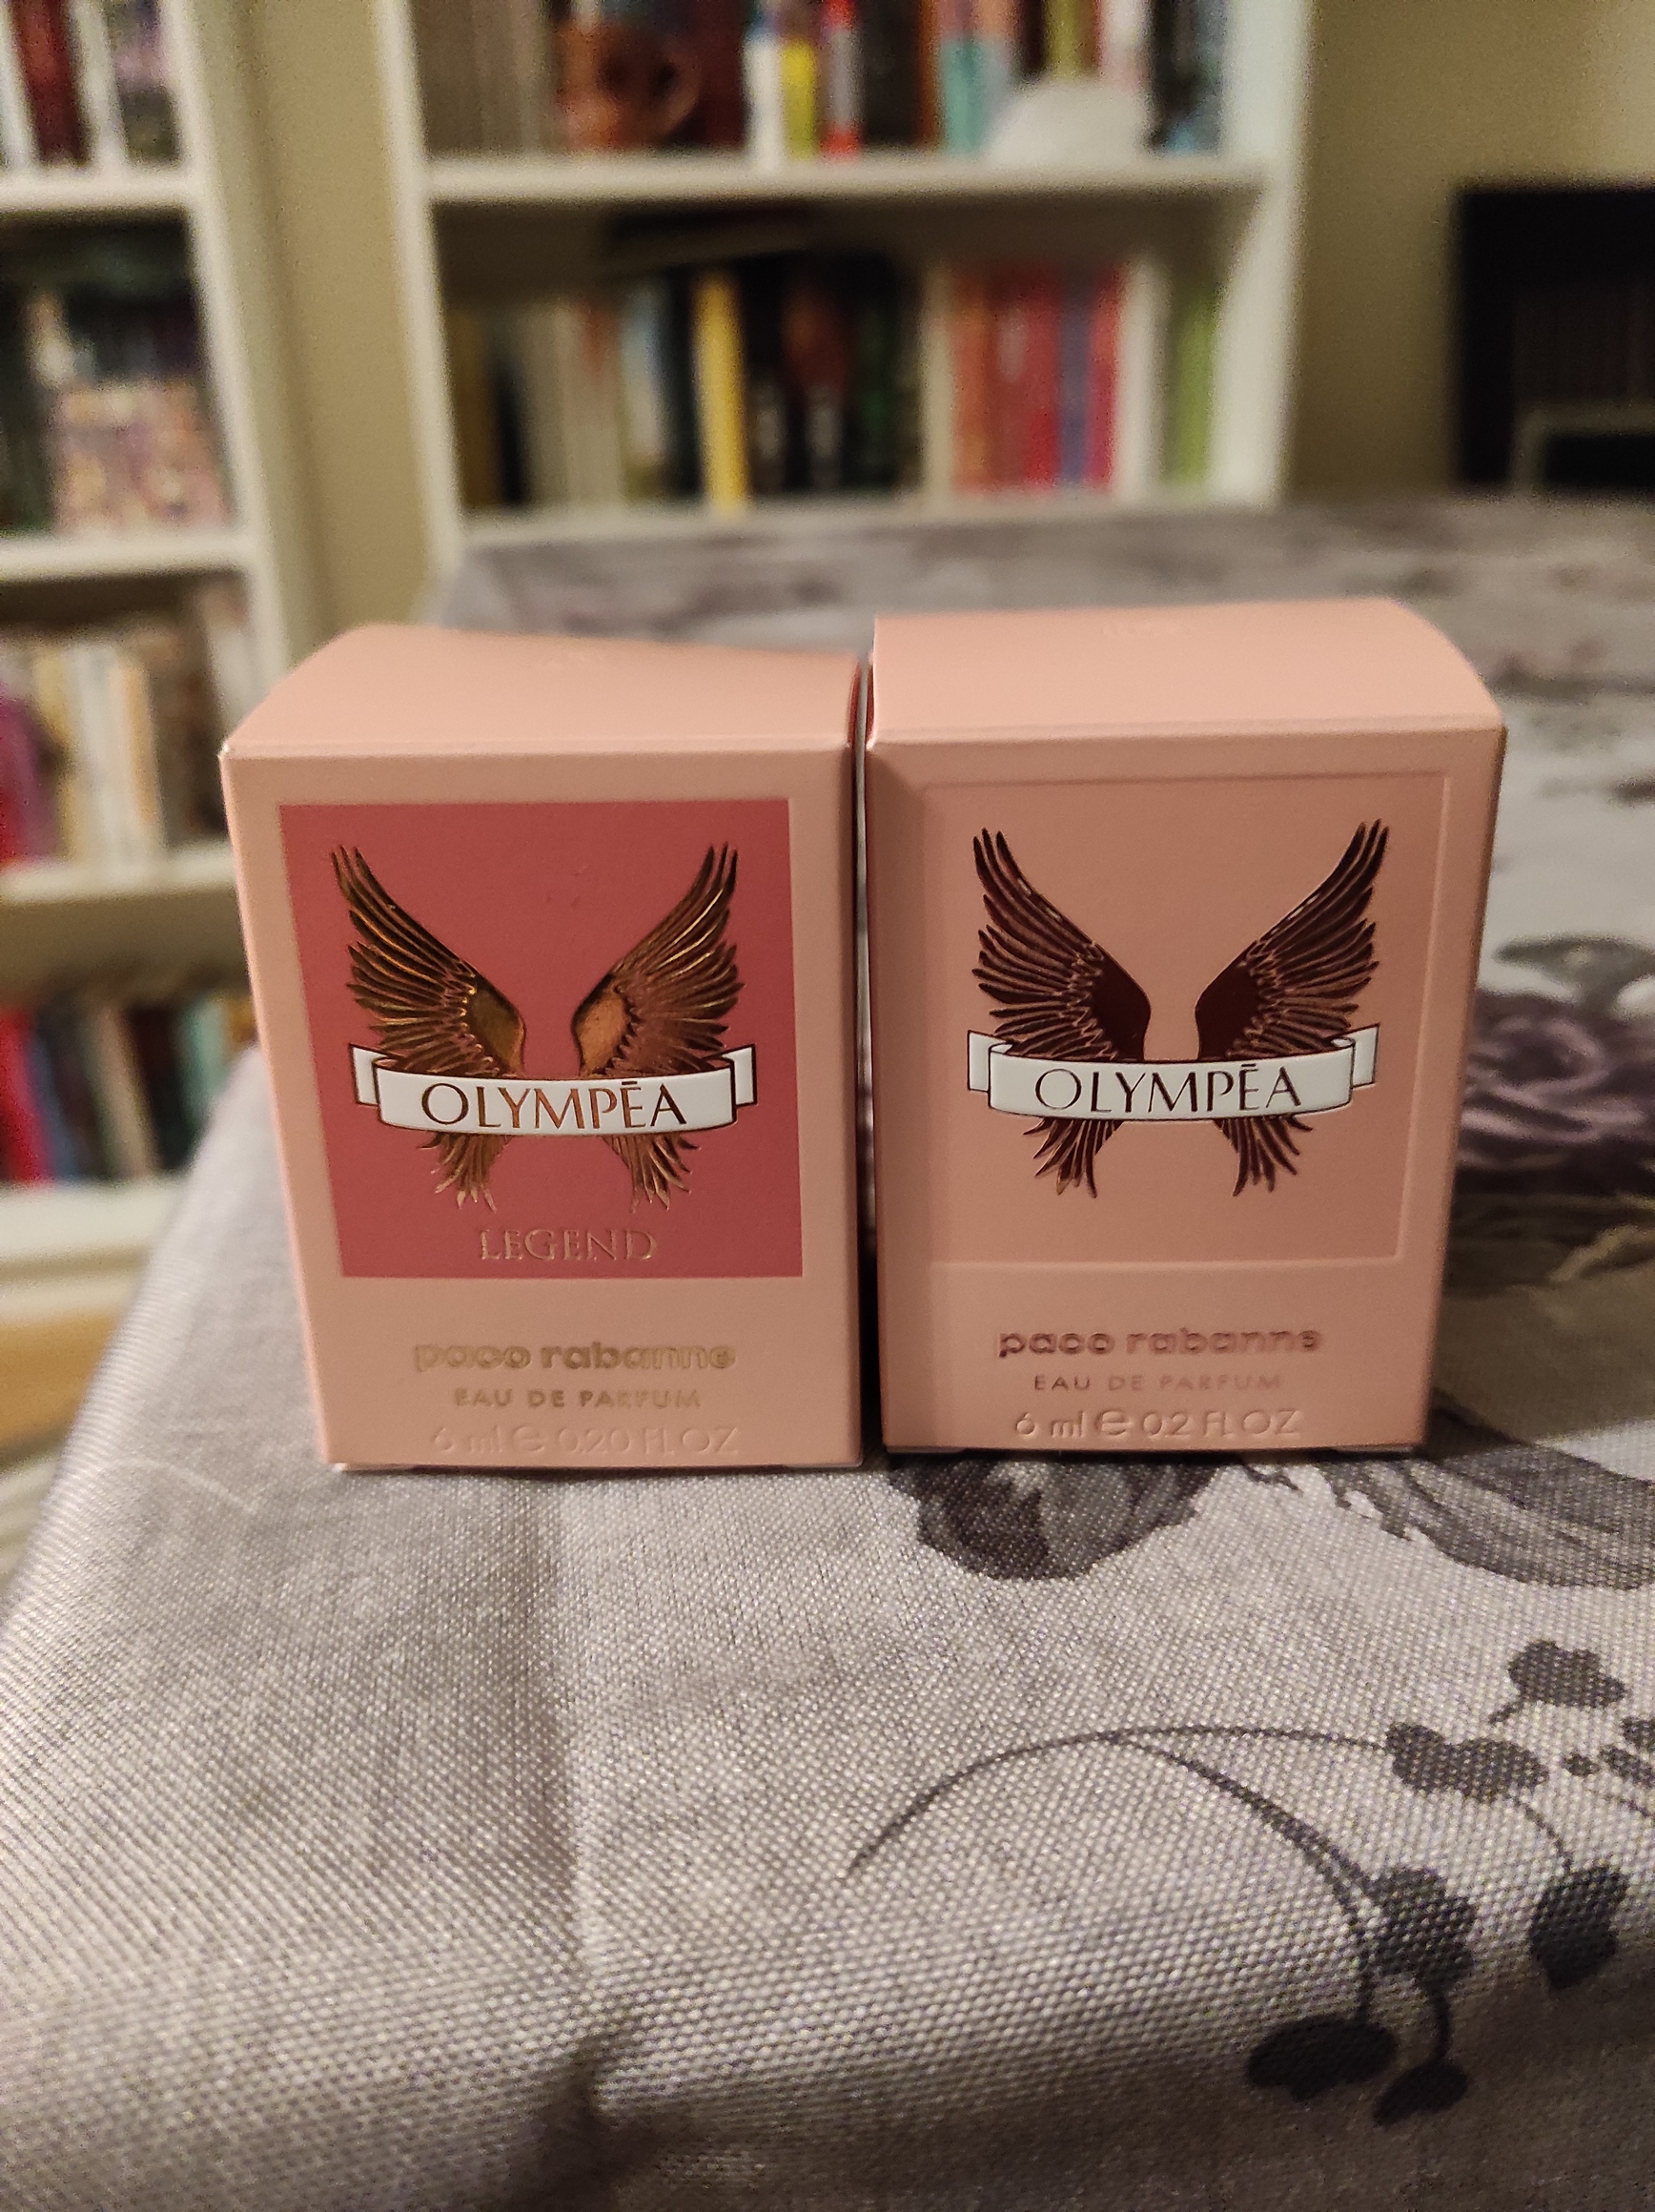 OLYMPĒA
LEGEND
paco rabanne
EAU DE PARFUM
6 ml e 0.20 FL OZ
OLYMPĒA
paco rabanne
EAU DE PARFUM
6 ml e 0.2 FL OZ